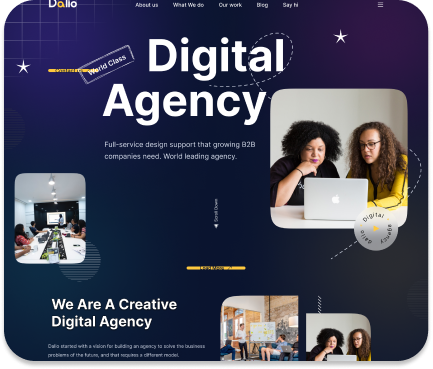 Dalio
About us What We do Our work Blog Say hi
World Class
Digital
Agency
Full-service design support that growing B2B
companies need. World leading agency.
Scroll Down
Digital agency dalio
Learn More
We Are A Creative
Digital Agency
Dalio started with a vision for building an agency to solve the business
problems of the future, and that requires a different model.